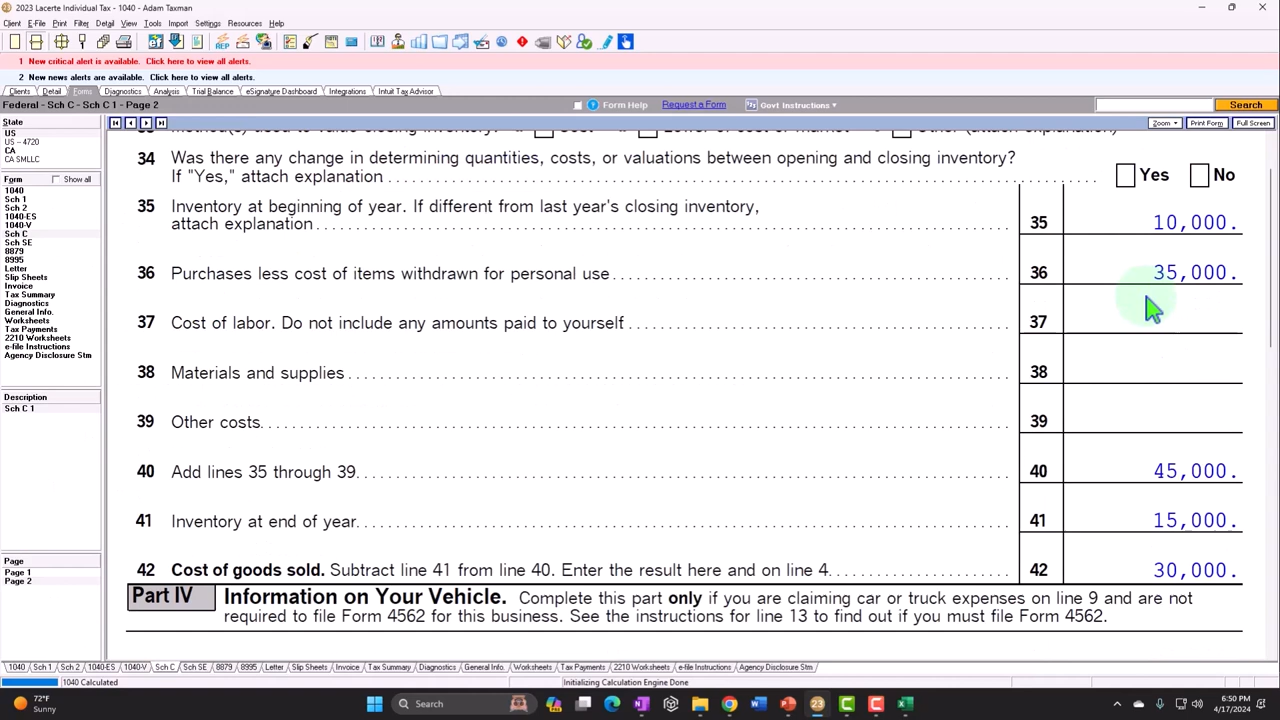 2023 Lacerte Individual Tax - 1040 - Adam Taxman
Client E-File Print Filter Detail View Tools Import Settings Resources Help
1 New critical alert is available. Click here to view all alerts.
2 New news alerts are available. Click here to view all alerts.
Clients Detail Forms Diagnostics Analysis Trial Balance eSignature Dashboard Integrations Intuit Tax Advisor
Federal - Sch C - Sch C 1 - Page 2
Form Help Request a Form Govt Instructions Search
State
US
US - 4720
CA
CA SMLLC
Form Show all
1040
Sch 1
Sch 2
1040-ES
1040-V
Sch C
Sch SE
8879
8995
Letter
Slip Sheets
Invoice
Tax Summary
Diagnostics
General Info.
Worksheets
Tax Payments
2210 Worksheets
e-file Instructions
Agency Disclosure Stm
Description
Sch C 1
Page
Page 1
Page 2
Zoom Print Form Full Screen
34 Was there any change in determining quantities, costs, or valuations between opening and closing inventory?
If "Yes," attach explanation Yes No
35 Inventory at beginning of year. If different from last year's closing inventory,
attach explanation 35 10,000.
36 Purchases less cost of items withdrawn for personal use 36 35,000.
37 Cost of labor. Do not include any amounts paid to yourself 37
38 Materials and supplies 38
39 Other costs. 39
40 Add lines 35 through 39. 40 45,000.
41 Inventory at end of year. 41 15,000.
42 Cost of goods sold. Subtract line 41 from line 40. Enter the result here and on line 4. 42 30,000.
Part IV Information on Your Vehicle. Complete this part only if you are claiming car or truck expenses on line 9 and are not
required to file Form 4562 for this business. See the instructions for line 13 to find out if you must file Form 4562.
1040 Sch 1 Sch 2 1040-ES 1040-V Sch C Sch SE 8879 8995 Letter Slip Sheets Invoice Tax Summary Diagnostics General Info. Worksheets Tax Payments 2210 Worksheets e-file Instructions Agency Disclosure Stm
1040 Calculated Initializing Calculation Engine Done
72°F
Sunny
Search
23
6:50 PM
4/17/2024